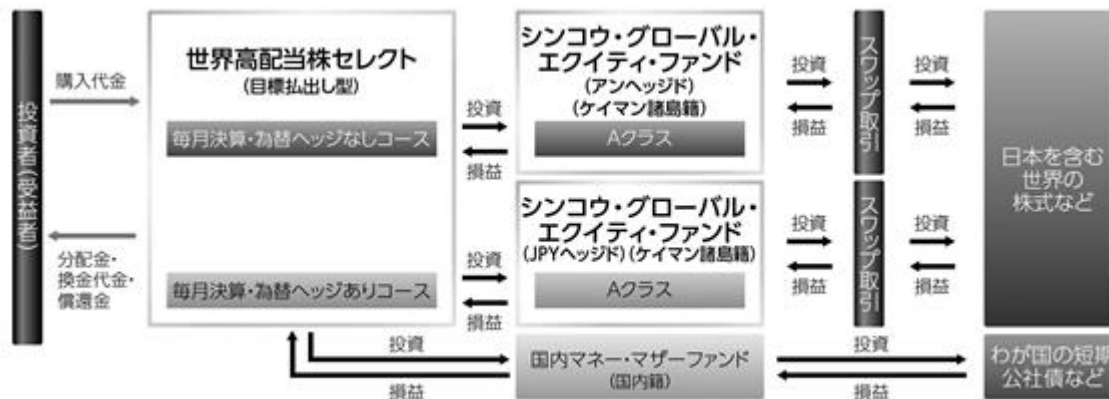 投資者(受益者)
購入代金
分配金・
換金代金・
償還金
世界高配当株セレクト
(目標払出し型)
毎月決算・為替ヘッジなしコース
毎月決算・為替ヘッジありコース
投資
損益
投資
損益
シンコウ・グローバル・
エクイティ・ファンド
(アンヘッジド)
(ケイマン諸島籍)
Aクラス
シンコウ・グローバル・
エクイティ・ファンド
(JPYヘッジド)(ケイマン諸島籍)
Aクラス
投資
損益
投資
損益
スワップ取引
スワップ取引
投資
損益
投資
損益
日本を含む
世界の
株式など
投資
損益
国内マネー・マザーファンド
(国内籍)
投資
損益
わが国の短期
公社債など